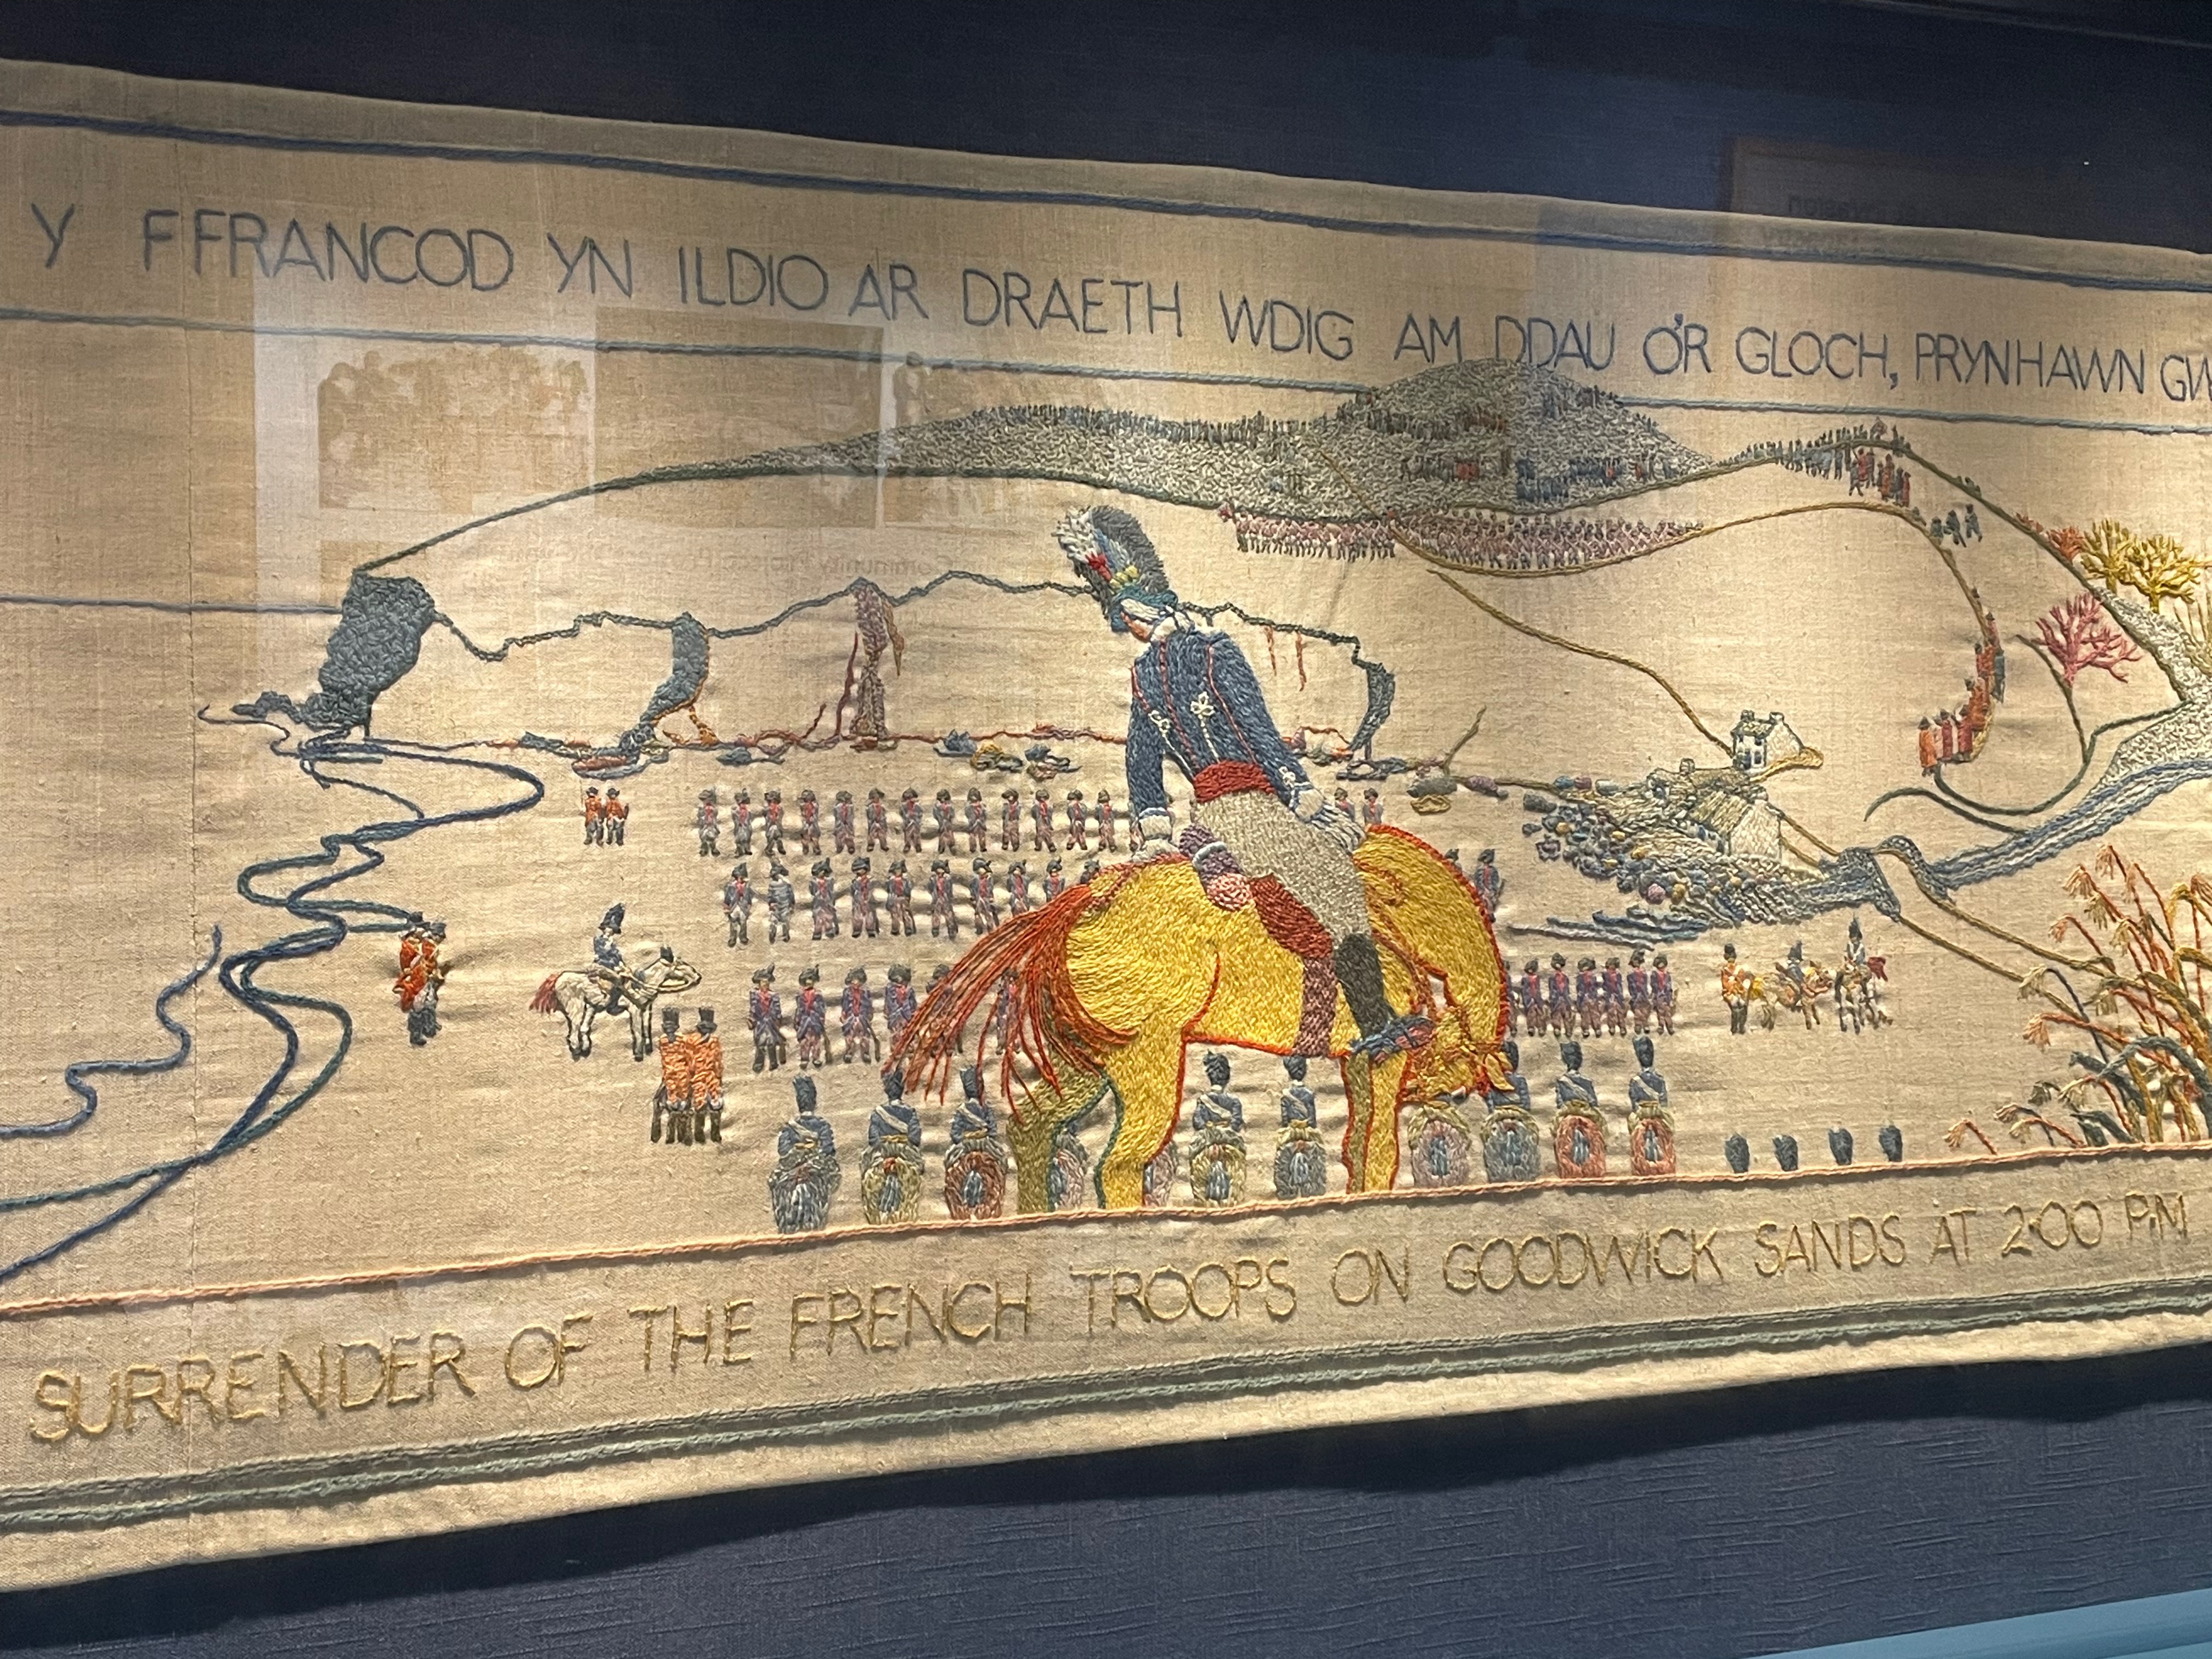 Y FFRANCOD YN ILDIO AR DRAETH WDIG AM DDAU O'R GLOCH, PRYNHAWN GW
SURRENDER OF THE FRENCH TROOPS ON GOODWICK SANDS AT 2·00 P.M